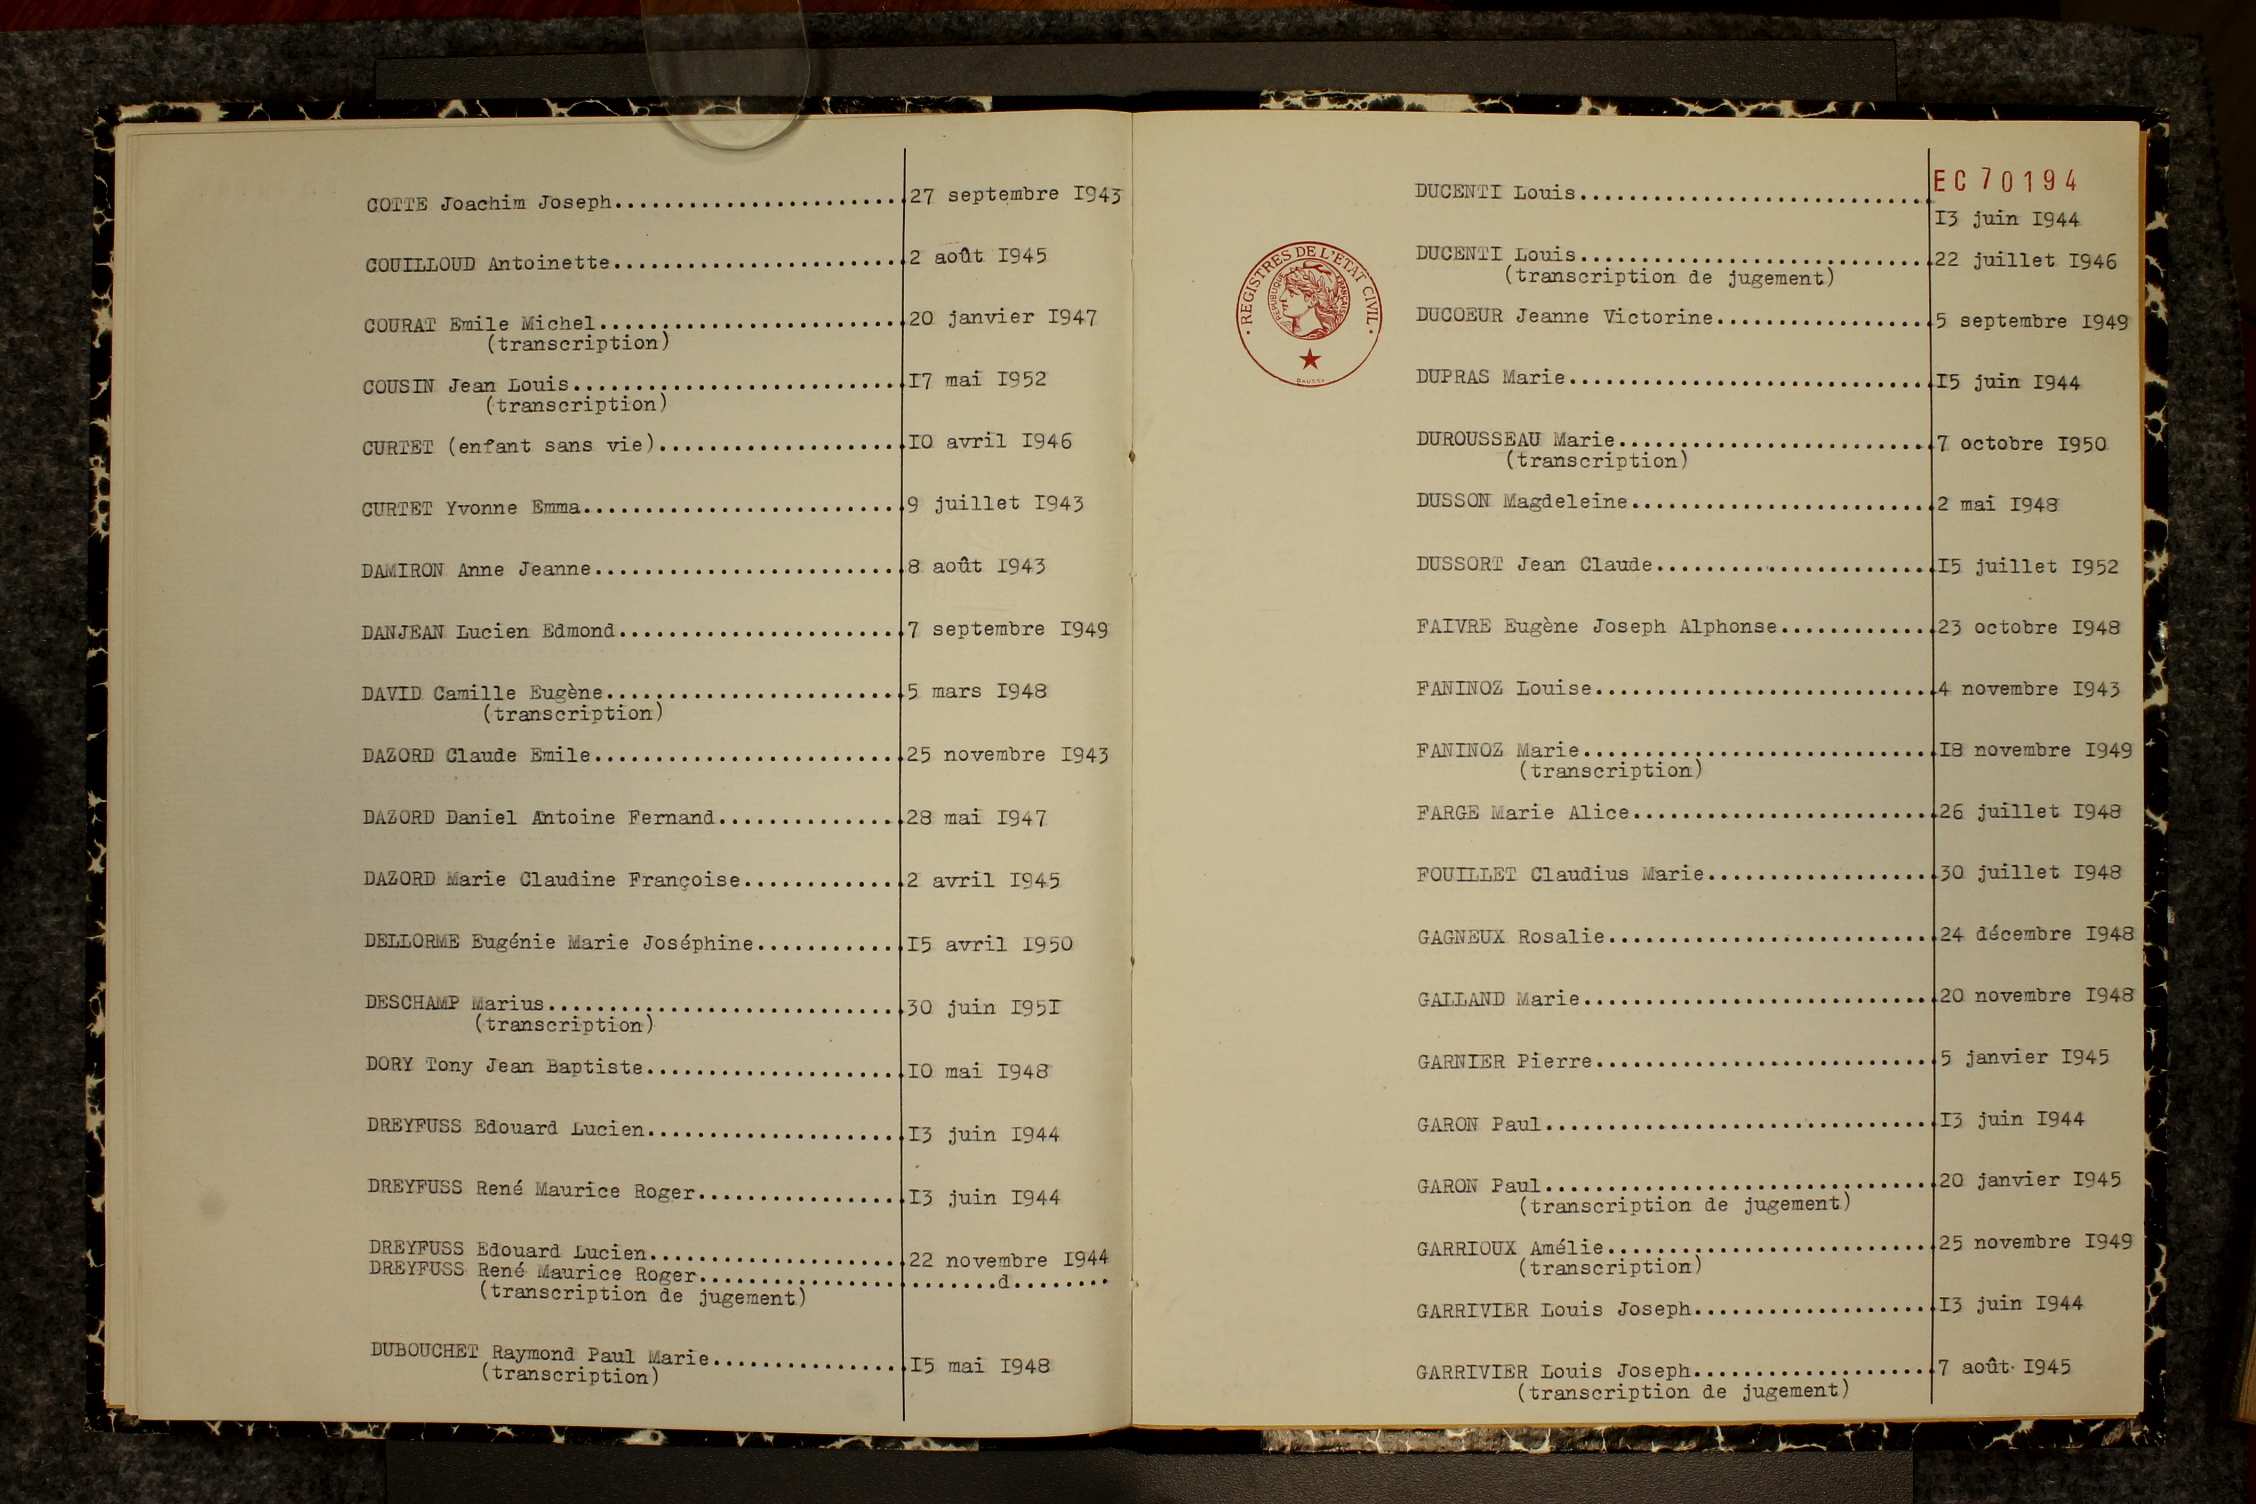 COTTE Joachim Joseph........................27 septembre I943
COUILLOUD Antoinette........................2 août I945
COURAT Emile Michel.........................20 janvier I947
(transcription)
COUSIN Jean Louis...........................I7 mai I952
(transcription)
CURTET (enfant sans vie)....................I0 avril I946
CURTET Yvonne Emma..........................9 juillet I943
DAMIRON Anne Jeanne.........................8 août I943
DANJEAN Lucien Edmond.......................7 septembre I949
DAVID Camille Eugène........................5 mars I948
(transcription)
DAZORD Claude Emile.........................25 novembre I943
DAZORD Daniel Antoine Fernand...............28 mai I947
DAZORD Marie Claudine Françoise.............2 avril I945
DELLORME Eugénie Marie Joséphine............I5 avril I950
DESCHAMP Marius.............................30 juin I95I
(transcription)
DORY Tony Jean Baptiste.....................I0 mai I948
DREYFUSS Edouard Lucien.....................I3 juin I944
DREYFUSS René Maurice Roger.................I3 juin I944
DREYFUSS Edouard Lucien.....................22 novembre I944
DREYFUSS René Maurice Roger.........................d........
(transcription de jugement)
DUBOUCHET Raymond Paul Marie................I5 mai I948
(transcription)
EC 70194
REGISTRES DE L'ETAT CIVIL
REPUBLIQUE FRANÇAISE
DUCENTI Louis.............................
I3 juin I944
DUCENTI Louis.............................22 juillet I946
(transcription de jugement)
DUCOEUR Jeanne Victorine..................5 septembre I949
DUPRAS Marie..............................I5 juin I944
DUROUSSEAU Marie..........................7 octobre I950
(transcription)
DUSSON Magdeleine.........................2 mai I948
DUSSORT Jean Claude.......................I5 juillet I952
FAIVRE Eugène Joseph Alphonse.............23 octobre I948
FANINOZ Louise............................4 novembre I943
FANINOZ Marie.............................I8 novembre I949
(transcription)
FARGE Marie Alice.........................26 juillet I948
FOUILLET Claudius Marie...................30 juillet I948
GAGNEUX Rosalie...........................24 décembre I948
GALLAND Marie.............................20 novembre I948
GARNIER Pierre............................5 janvier I945
GARON Paul................................I3 juin I944
GARON Paul................................20 janvier I945
(transcription de jugement)
GARRIOUX Amélie...........................25 novembre I949
(transcription)
GARRIVIER Louis Joseph....................I3 juin I944
GARRIVIER Louis Joseph....................7 août I945
(transcription de jugement)